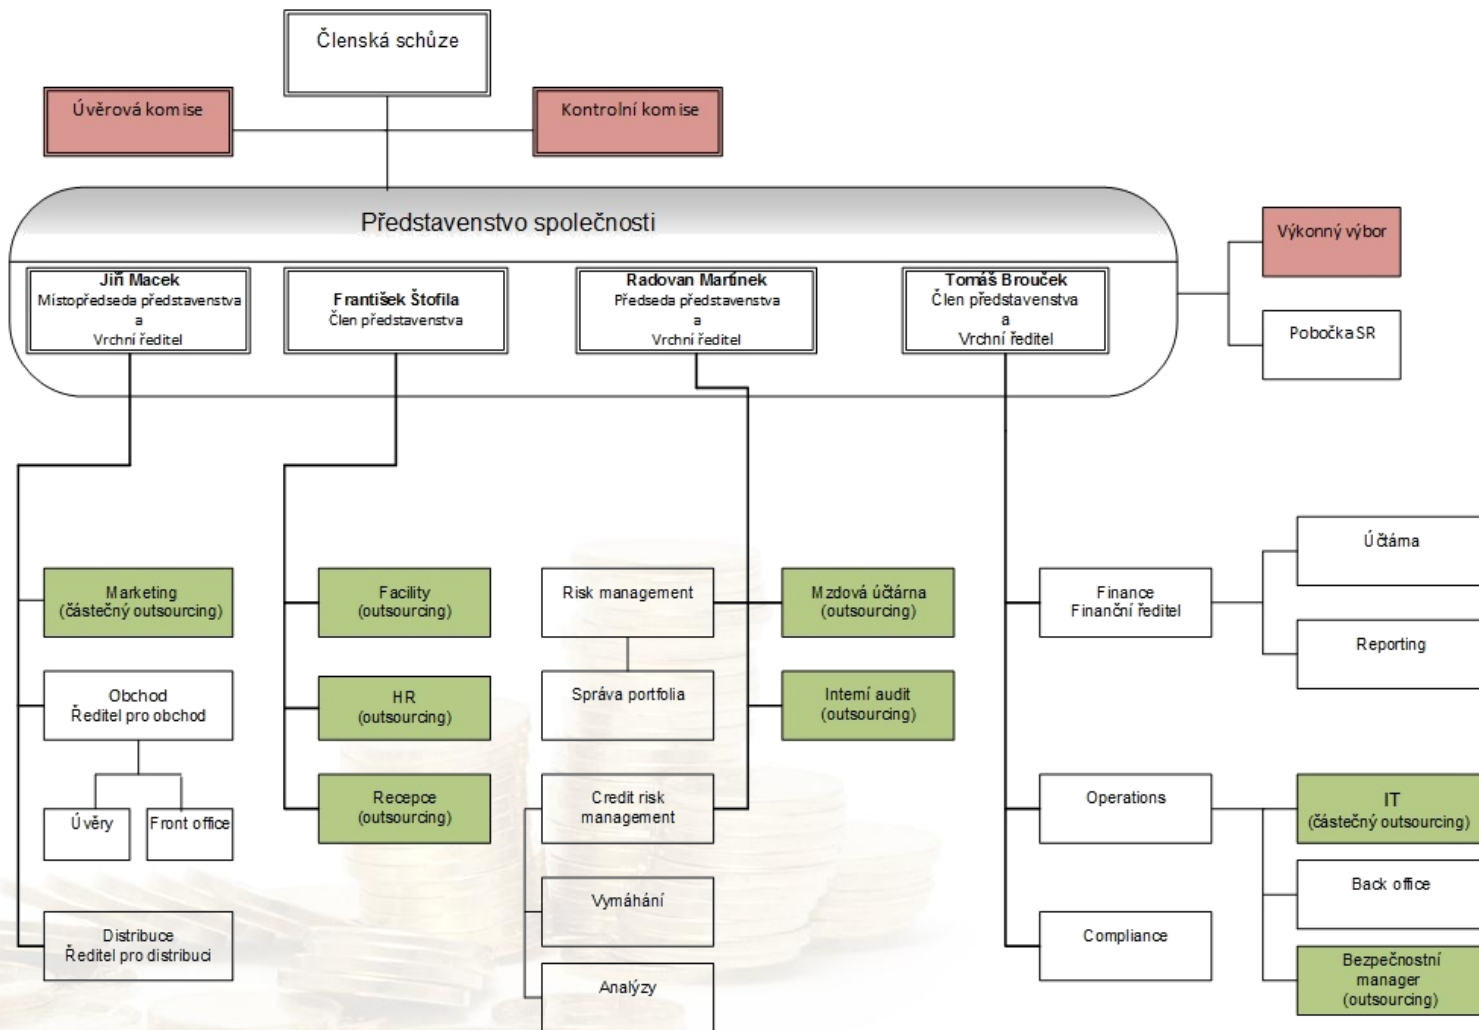 Členská schůze
Úvěrová komise
Kontrolní komise
Představenstvo společnosti
Výkonný výbor
Pobočka SR
Jiří Macek
Místopředseda představenstva
a
Vrchní ředitel
František Štofila
Člen představenstva
Radovan Martínek
Předseda představenstva
a
Vrchní ředitel
Tomáš Brouček
Člen představenstva
a
Vrchní ředitel
Marketing
(částečný outsourcing)
Obchod
Ředitel pro obchod
Úvěry
Front office
Distribuce
Ředitel pro distribuci
Facility
(outsourcing)
HR
(outsourcing)
Recepce
(outsourcing)
Risk management
Správa portfolia
Credit risk
management
Vymáhání
Analýzy
Mzdová účtárna
(outsourcing)
Interní audit
(outsourcing)
Finance
Finanční ředitel
Účtárna
Reporting
Operations
IT
(částečný outsourcing)
Back office
Bezpečnostní
manager
(outsourcing)
Compliance